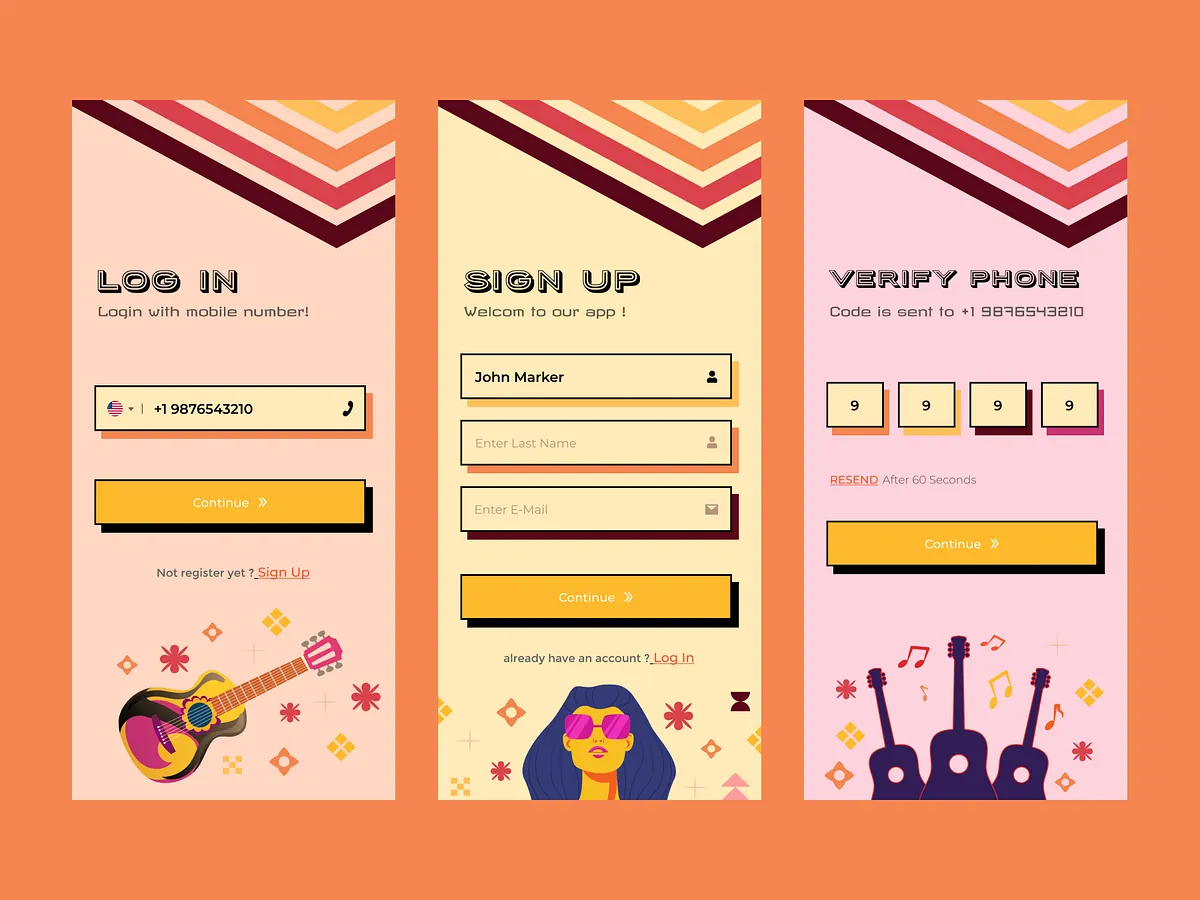 LOG IN
Login with mobile number!
+1 9876543210
Continue »
Not register yet ? Sign Up
SIGN UP
Welcom to our app !
John Marker
Enter Last Name
Enter E-Mail
Continue »
already have an account ? Log In
VERIFY PHONE
Code is sent to +1 9876543210
9 9 9 9
RESEND After 60 Seconds
Continue »